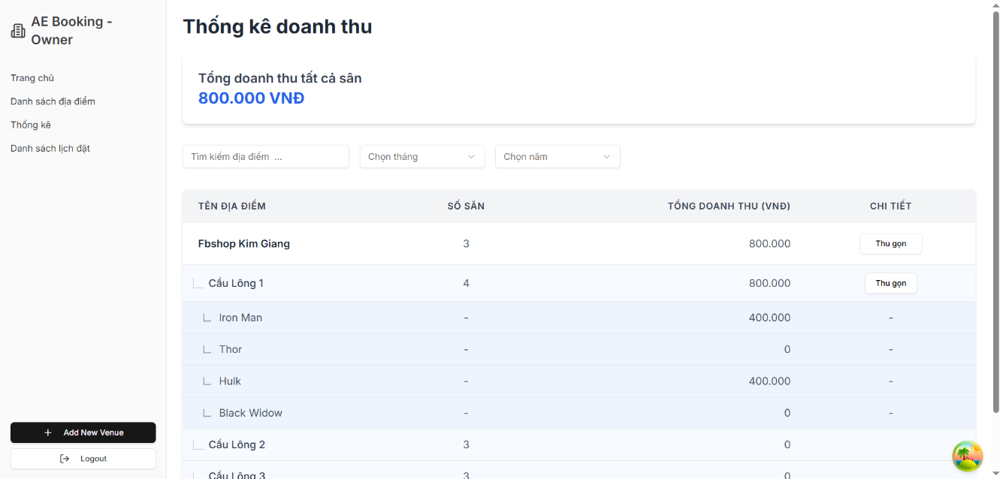 AE Booking -
Owner
Trang chủ
Danh sách địa điểm
Thống kê
Danh sách lịch đặt
Add New Venue
Logout
Thống kê doanh thu
Tổng doanh thu tất cả sân
800.000 VNĐ
Tìm kiếm địa điểm ... Chọn tháng Chọn năm
TÊN ĐỊA ĐIỂM SỐ SÂN TỔNG DOANH THU (VNĐ) CHI TIẾT
Fbshop Kim Giang 3 800.000 Thu gọn
Cầu Lông 1 4 800.000 Thu gọn
Iron Man - 400.000 -
Thor - 0 -
Hulk - 400.000 -
Black Widow - 0 -
Cầu Lông 2 3 0
Cầu Lông 3 3 0